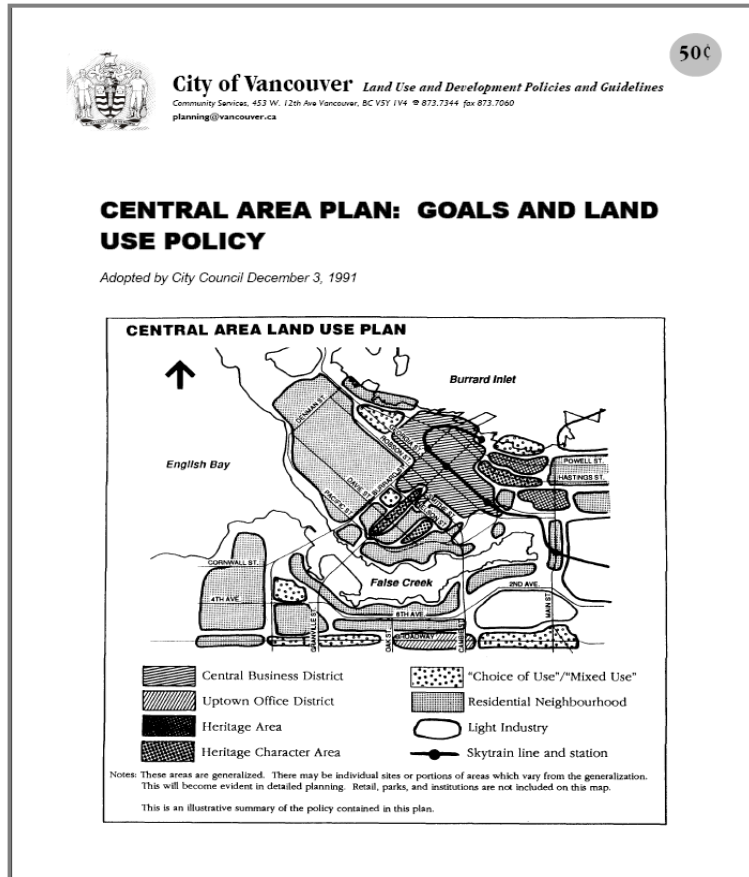 50¢
City of Vancouver Land Use and Development Policies and Guidelines
Community Services, 453 W. 12th Ave Vancouver, BC V5Y 1V4 ☎ 873.7344 fax 873.7060
planning@vancouver.ca
CENTRAL AREA PLAN: GOALS AND LAND
USE POLICY
Adopted by City Council December 3, 1991
CENTRAL AREA LAND USE PLAN
Burrard Inlet
English Bay
DENMAN ST.
ROBSON ST.
DAVIE ST.
BURRARD ST.
PACIFIC ST.
POWELL ST.
HASTINGS ST.
CORNWALL ST.
False Creek
4TH AVE.
2ND AVE.
6TH AVE.
GRANVILLE ST.
OAK ST.
BROADWAY
MAIN ST.
Central Business District
"Choice of Use"/"Mixed Use"
Uptown Office District
Residential Neighbourhood
Heritage Area
Light Industry
Heritage Character Area
Skytrain line and station
Notes: These areas are generalized. There may be individual sites or portions of areas which vary from the generalization.
This will become evident in detailed planning. Retail, parks, and institutions are not included on this map.
This is an illustrative summary of the policy contained in this plan.